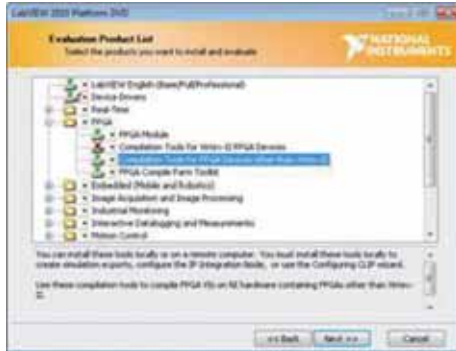 LabVIEW 2010 Platform DVD
Evaluation Product List
Select the products you want to install and evaluate
NATIONAL
INSTRUMENTS
LabVIEW English (Base/Full/Professional)
Device Drivers
Real-Time
FPGA
FPGA Module
Compilation Tools for Virtex-II FPGA Devices
Compilation Tools for FPGA Devices other than Virtex-II
FPGA Compile Farm Toolkit
Embedded (Mobile and Robotics)
Image Acquisition and Image Processing
Industrial Monitoring
Interactive Datalogging and Measurements
Motion Control
You can install these tools locally or on a remote computer. You must install these tools locally to
create simulation exports, configure the IP Integration Node, or use the Configuring CLIP wizard.
Use these compilation tools to compile FPGA VIs on NI hardware containing FPGAs other than Virtex-
II.
<< Back
Next >>
Cancel